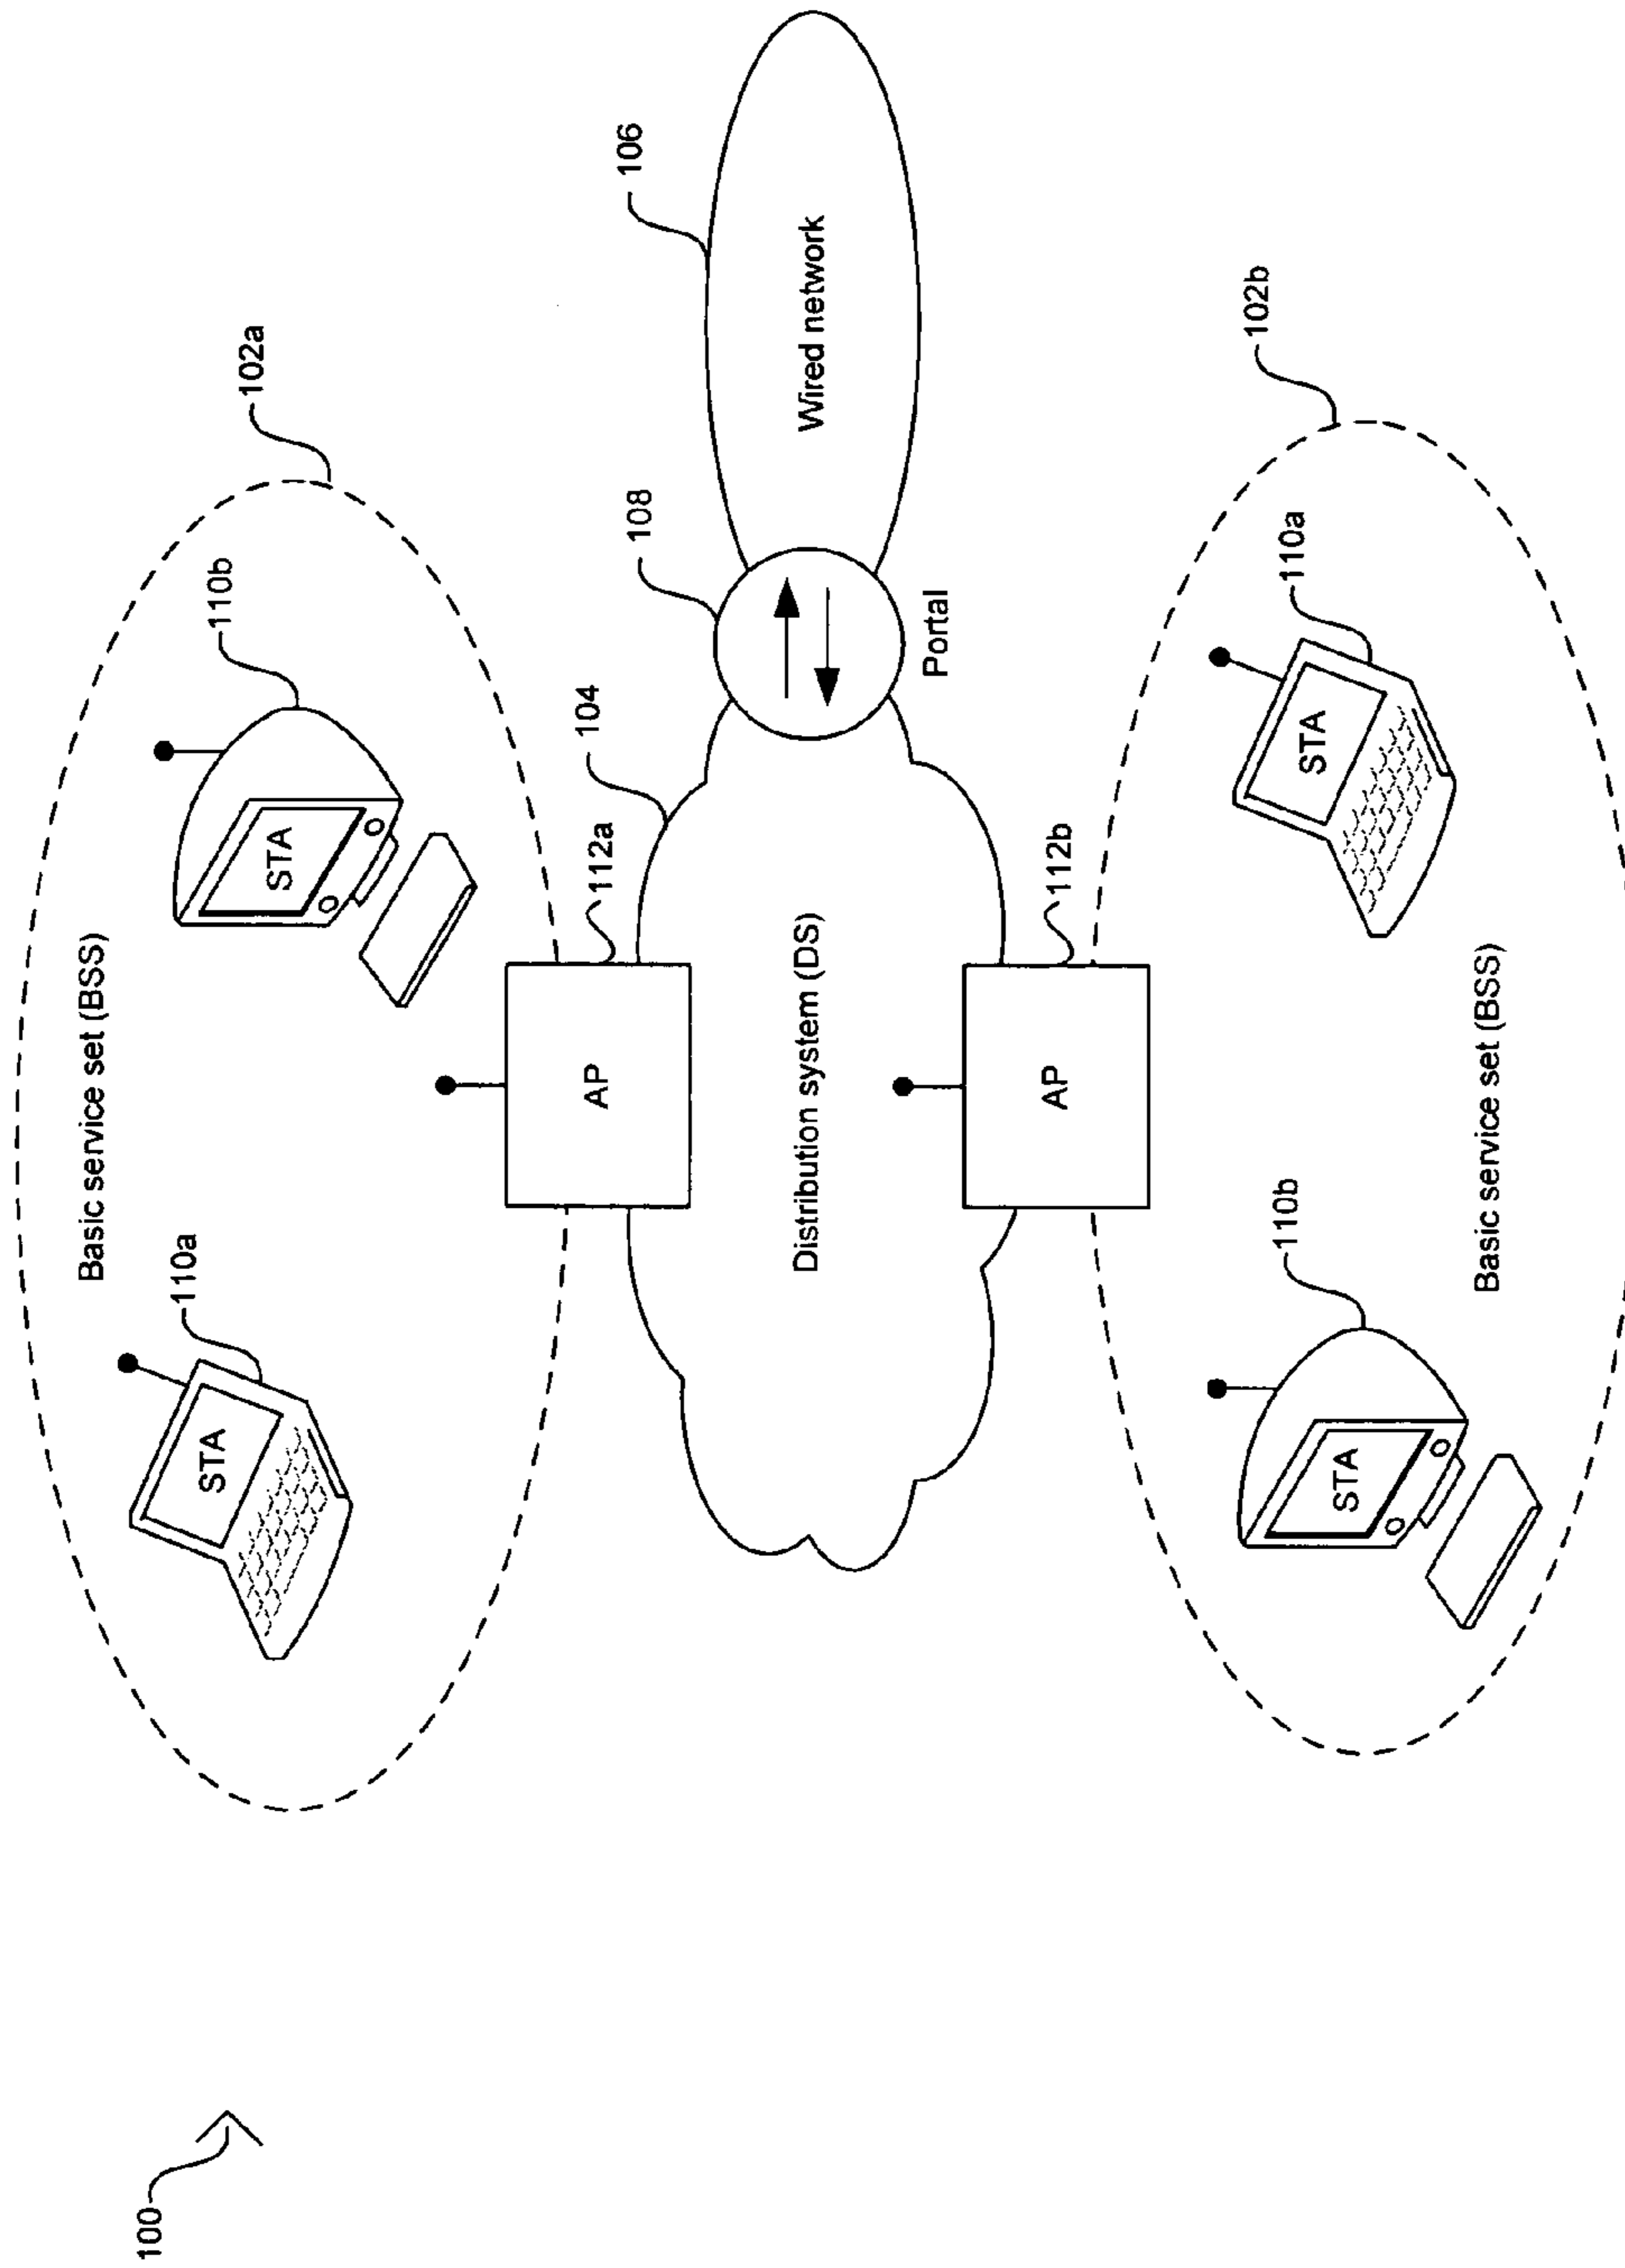 100
Basic service set (BSS)
102a
110a
STA
110b
STA
AP
112a
104
Distribution system (DS)
108
Portal
106
Wired network
AP
112b
110b
STA
110a
STA
102b
Basic service set (BSS)